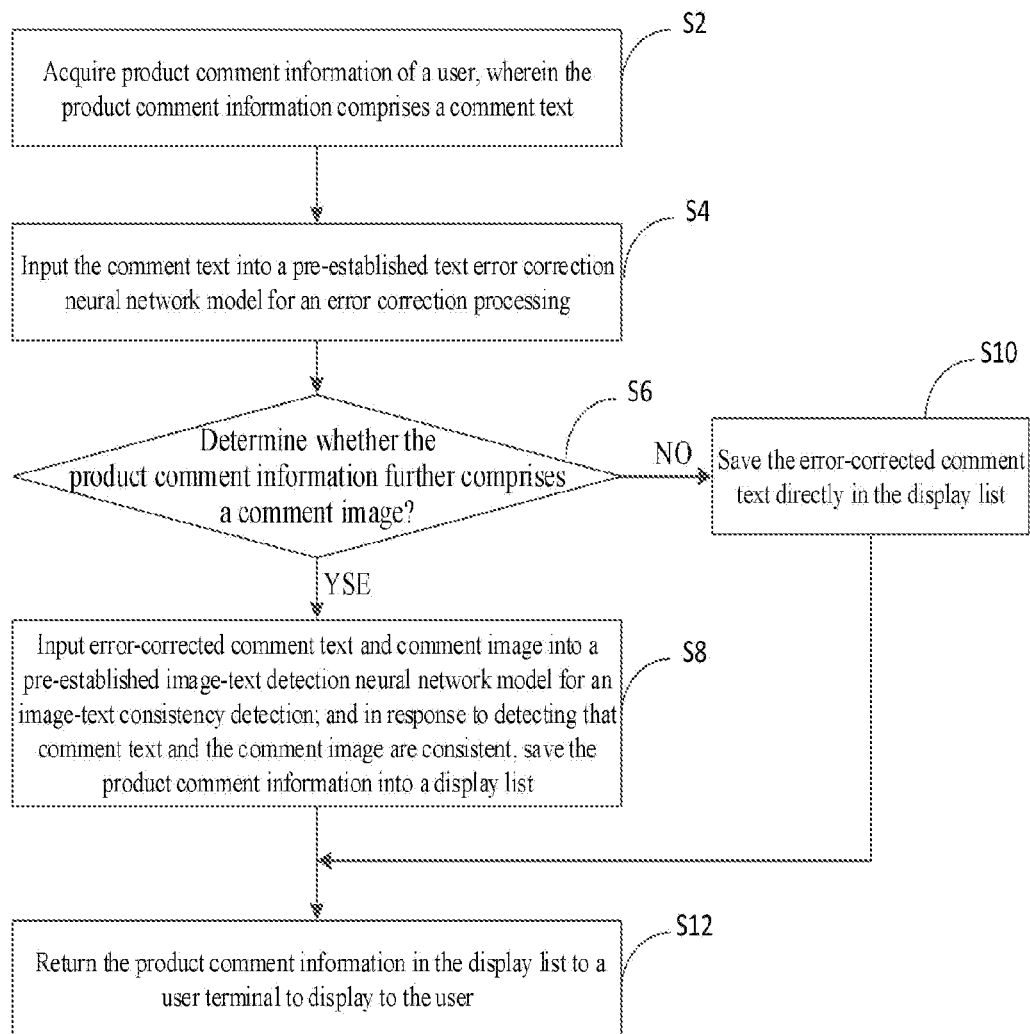 S2
Acquire product comment information of a user, wherein the
product comment information comprises a comment text
S4
Input the comment text into a pre-established text error correction
neural network model for an error correction processing
S10
S6
Determine whether the
product comment information further comprises
a comment image?
NO
Save the error-corrected comment
text directly in the display list
YSE
Input error-corrected comment text and comment image into a
pre-established image-text detection neural network model for an
image-text consistency detection; and in response to detecting that
comment text and the comment image are consistent, save the
product comment information into a display list
S8
S12
Return the product comment information in the display list to a
user terminal to display to the user